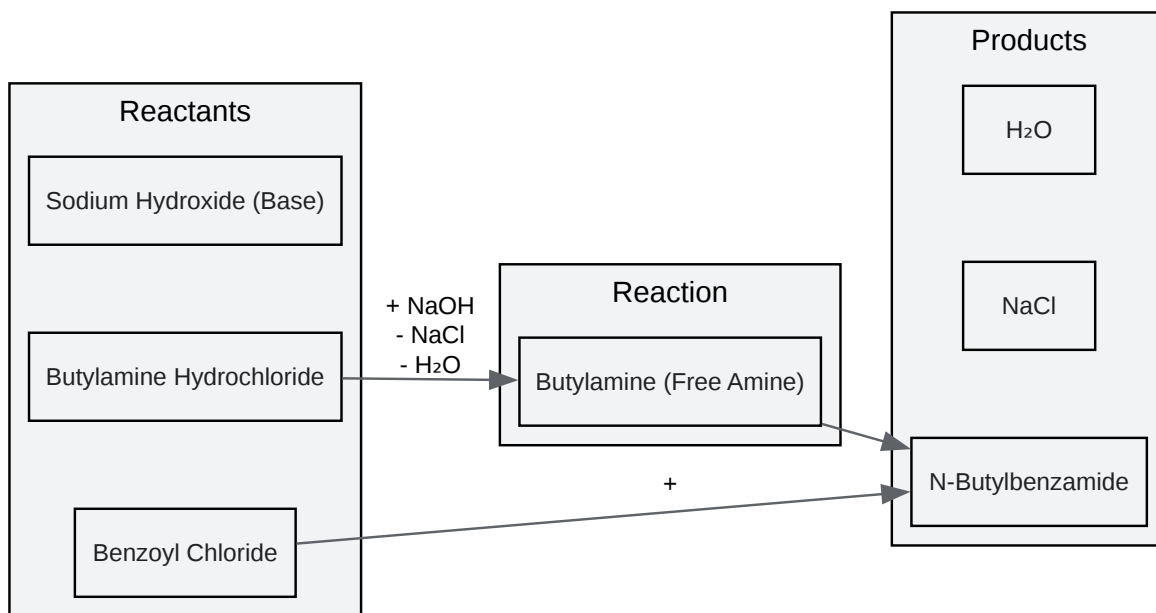 Reactants
Sodium Hydroxide (Base)
Butylamine Hydrochloride
Benzoyl Chloride
+ NaOH
- NaCl
- H₂O
Reaction
Butylamine (Free Amine)
+
Products
H₂O
NaCl
N-Butylbenzamide